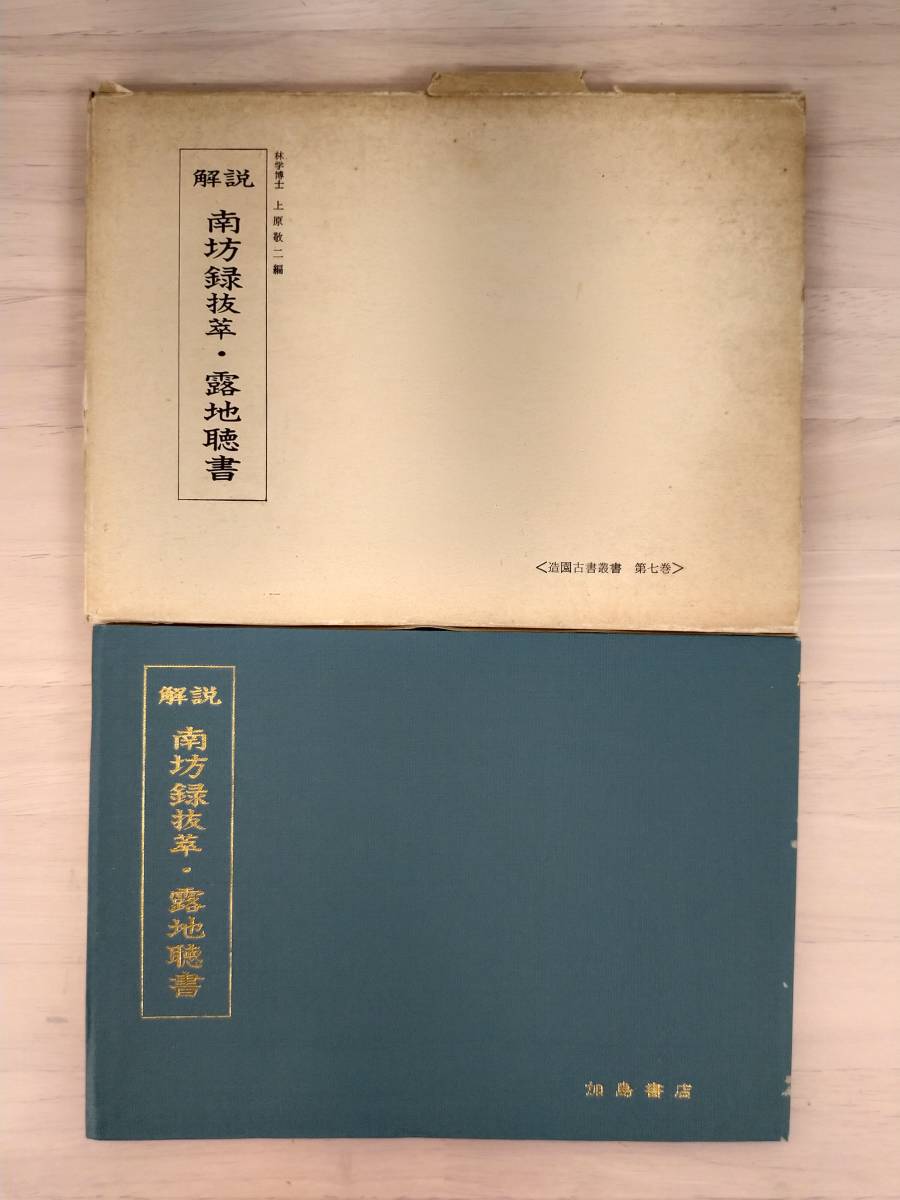 林学博士 上原敬二編
解説
南坊録抜萃・露地聴書
<造園古書叢書 第七巻>
解説
南坊録抜萃・露地聴書
加島書店